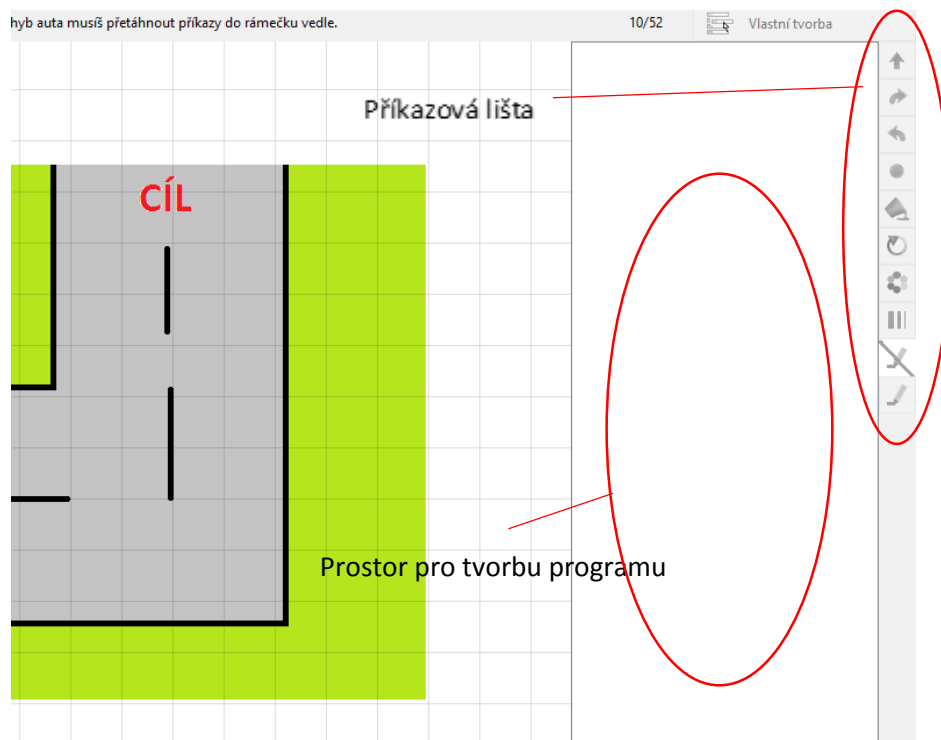 hyb auta musíš přetáhnout příkazy do rámečku vedle.
10/52
Vlastní tvorba
Příkazová lišta
CÍL
Prostor pro tvorbu programu